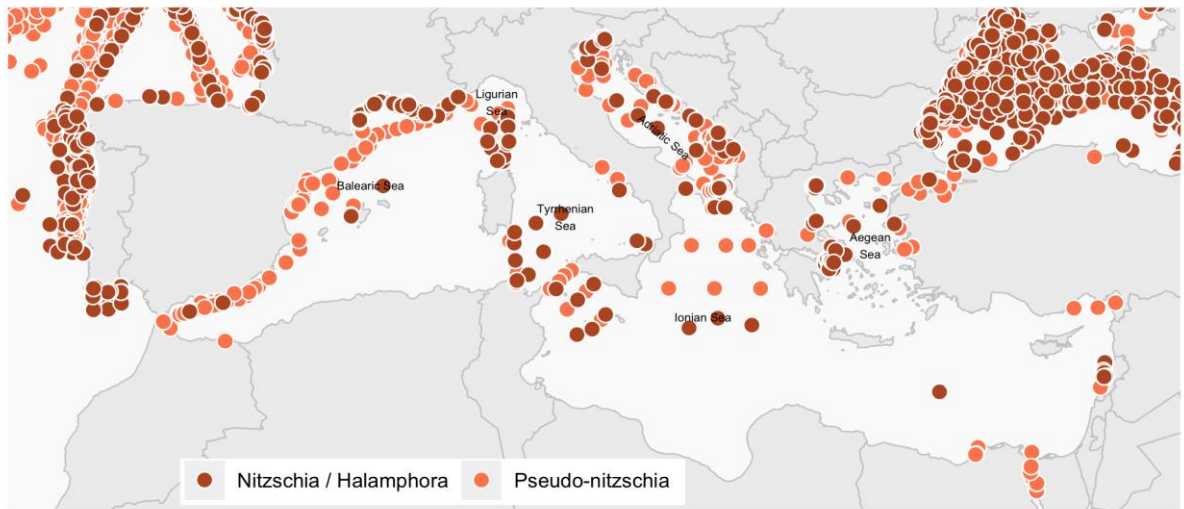 Ligurian
Sea
Adriatic Sea
Balearic Sea
Tyrrhenian
Sea
Aegean
Sea
Ionian Sea
Nitzschia / Halamphora
Pseudo-nitzschia